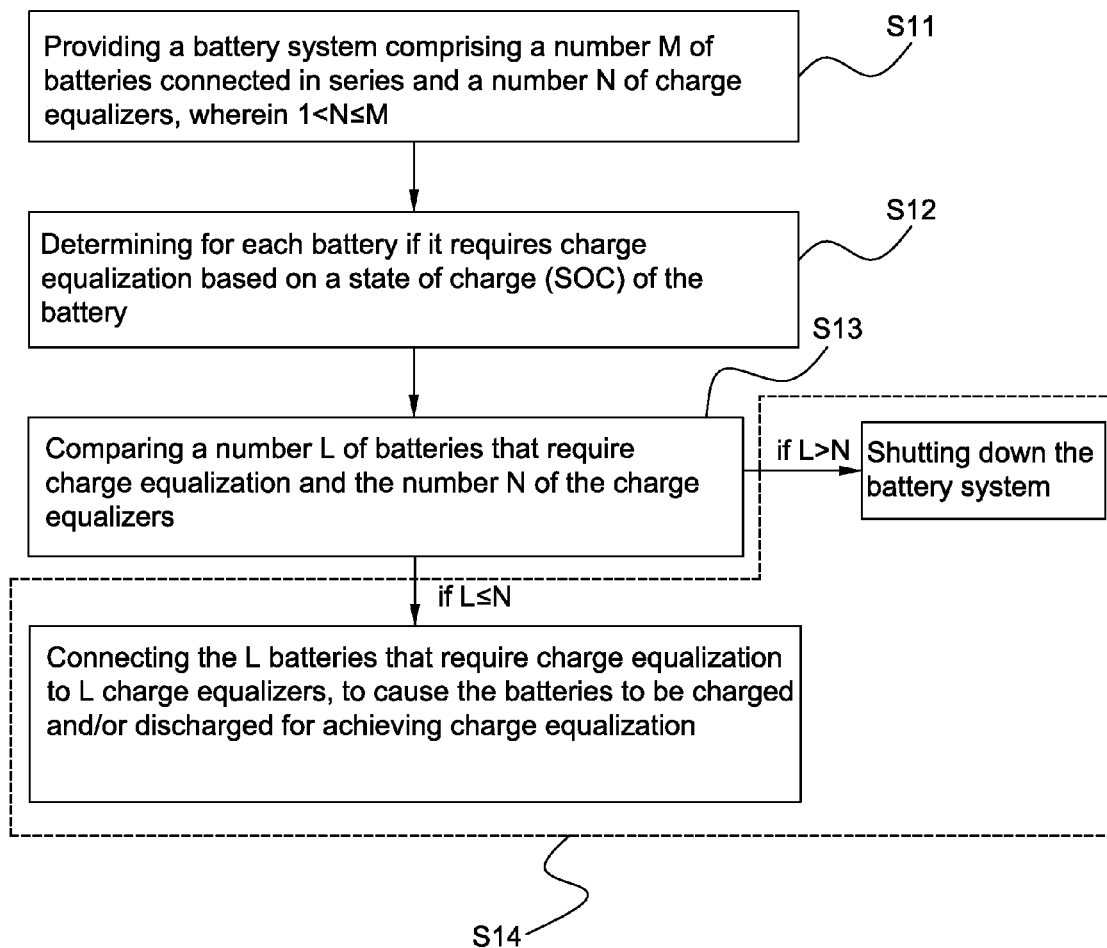 Providing a battery system comprising a number M of
batteries connected in series and a number N of charge
equalizers, wherein 1<N≤M
S11
Determining for each battery if it requires charge
equalization based on a state of charge (SOC) of the
battery
S12
S13
Comparing a number L of batteries that require
charge equalization and the number N of the charge
equalizers
if L>N
Shutting down the
battery system
if L≤N
Connecting the L batteries that require charge equalization
to L charge equalizers, to cause the batteries to be charged
and/or discharged for achieving charge equalization
S14